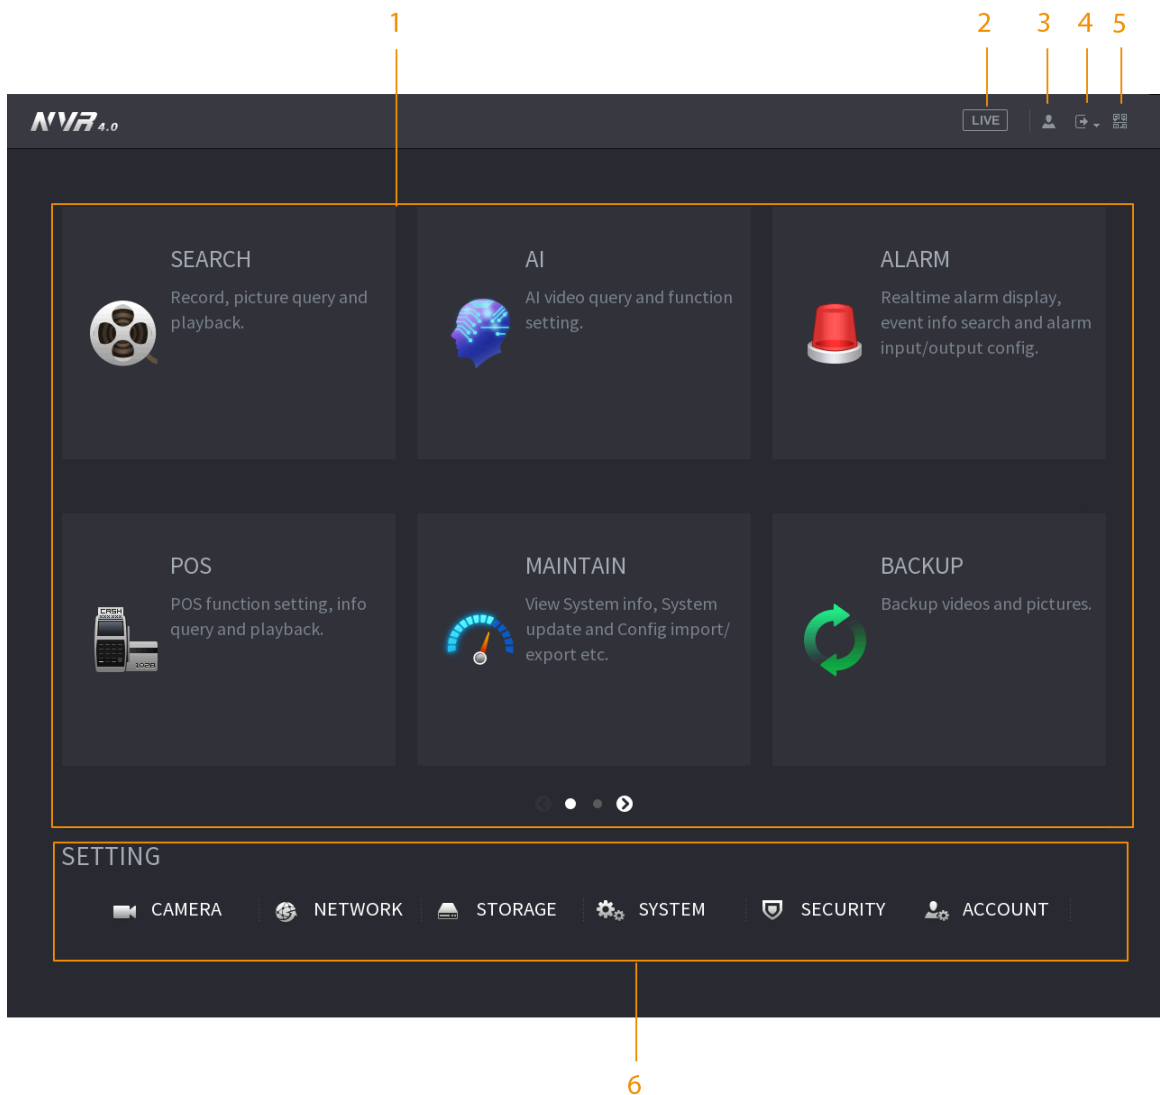 1 2 3 4 5
NVR 4.0 LIVE
SEARCH
Record, picture query and
playback.
AI
AI video query and function
setting.
ALARM
Realtime alarm display,
event info search and alarm
input/output config.
POS
POS function setting, info
query and playback.
CASH
MAINTAIN
View System info, System
update and Config import/
export etc.
BACKUP
Backup videos and pictures.
SETTING
CAMERA NETWORK STORAGE SYSTEM SECURITY ACCOUNT
6